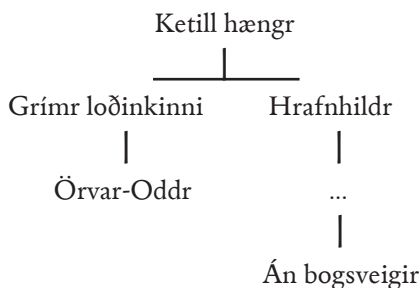 Ketill hængr
Grímr loðinkinni Hrafnhildr
Örvar-Oddr ...
Án bogsveigir